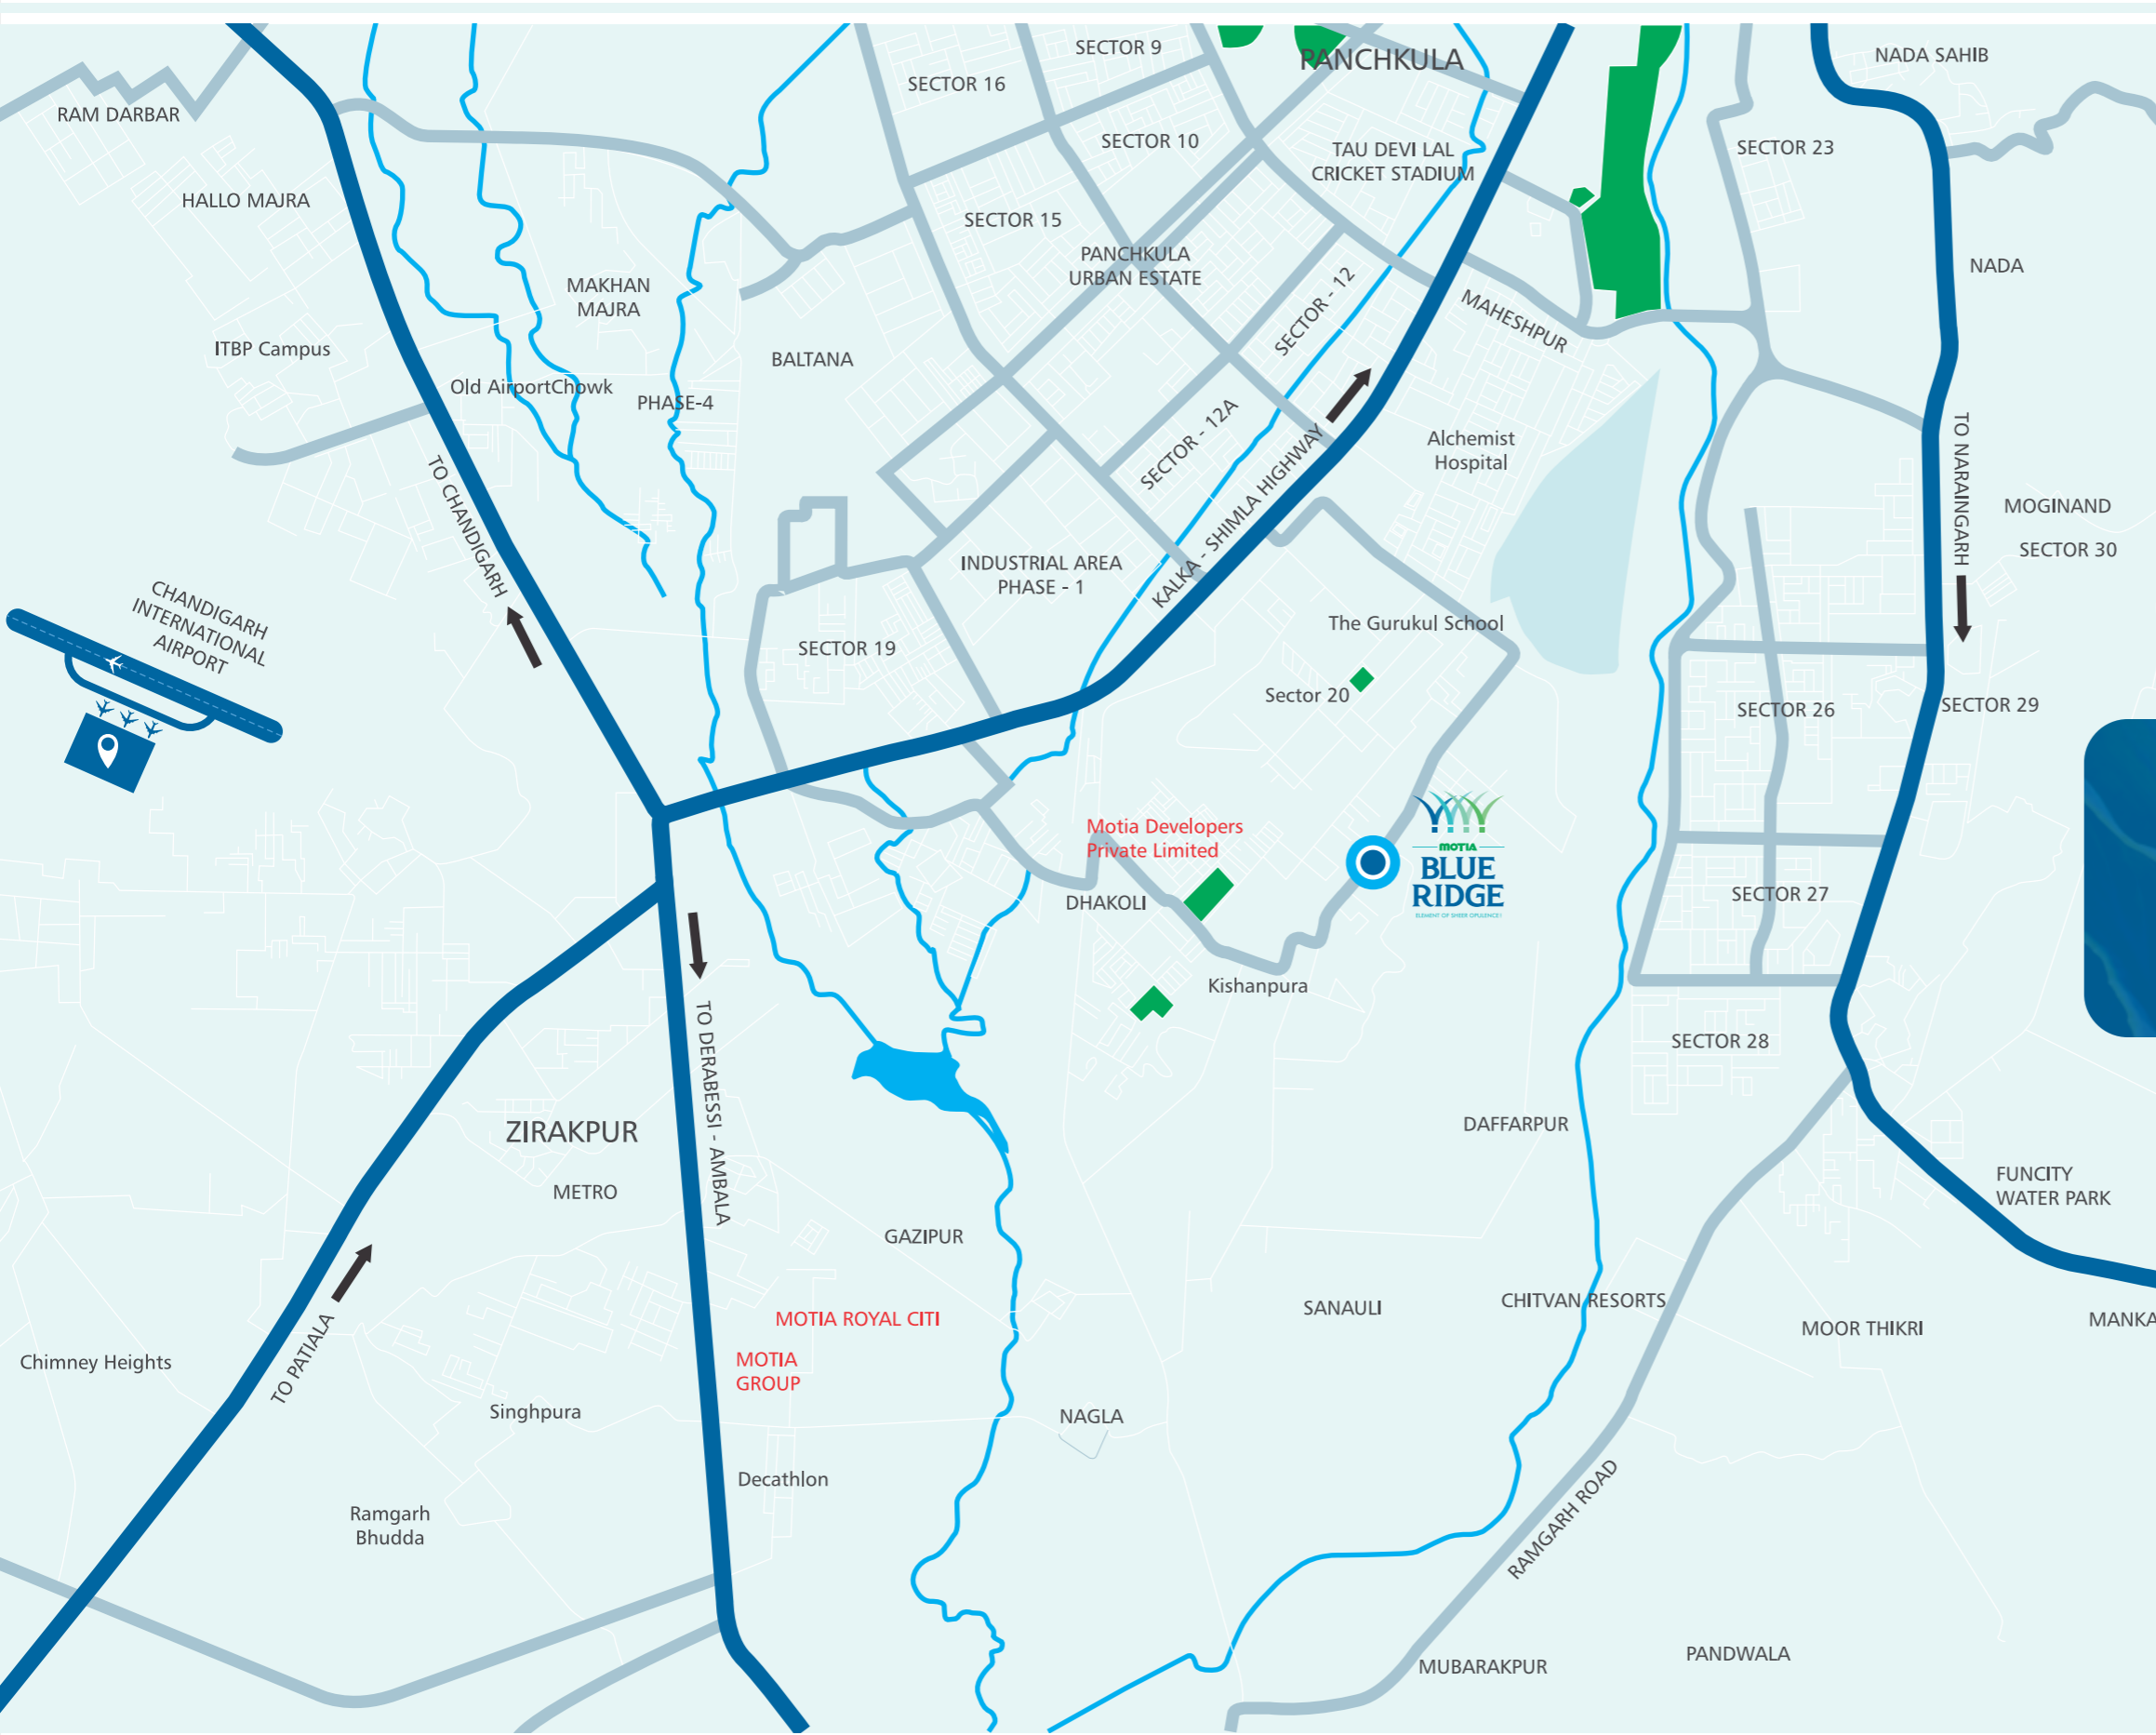 SECTOR 9
NADA SAHIB
PANCHKULA
SECTOR 16
RAM DARBAR
SECTOR 10
TAU DEVI LAL
CRICKET STADIUM
SECTOR 23
HALLO MAJRA
SECTOR 15
PANCHKULA
URBAN ESTATE
NADA
MAKHAN
MAJRA
SECTOR - 12
MAHESHPUR
ITBP Campus
BALTANA
Old AirportChowk
PHASE-4
SECTOR - 12A
Alchemist
Hospital
TO NARAINGARH
TO CHANDIGARH
KALKA - SHIMLA HIGHWAY
MOGINAND
SECTOR 30
INDUSTRIAL AREA
PHASE - 1
CHANDIGARH
INTERNATIONAL
AIRPORT
The Gurukul School
SECTOR 19
Sector 20
SECTOR 26
SECTOR 29
Motia Developers
Private Limited
MOTIA
BLUE
RIDGE
ELEMENT OF SHEER OPULENCE!
DHAKOLI
SECTOR 27
Kishanpura
SECTOR 28
TO DERABESSI - AMBALA
ZIRAKPUR
DAFFARPUR
METRO
FUNCITY
WATER PARK
GAZIPUR
CHITVAN RESORTS
SANAULI
MOTIA ROYAL CITI
MOOR THIKRI
MANKA
TO PATIALA
Chimney Heights
MOTIA
GROUP
Singhpura
NAGLA
Decathlon
RAMGARH ROAD
Ramgarh
Bhudda
MUBARAKPUR
PANDWALA